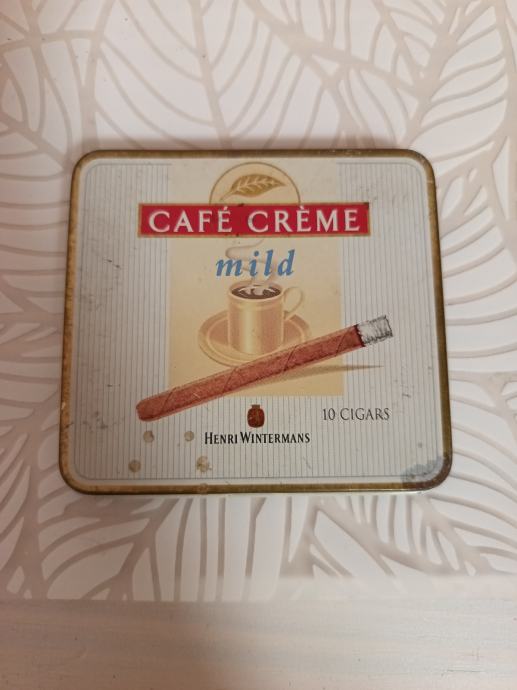 CAFÉ CRÈME
mild
10 CIGARS
HENRI WINTERMANS